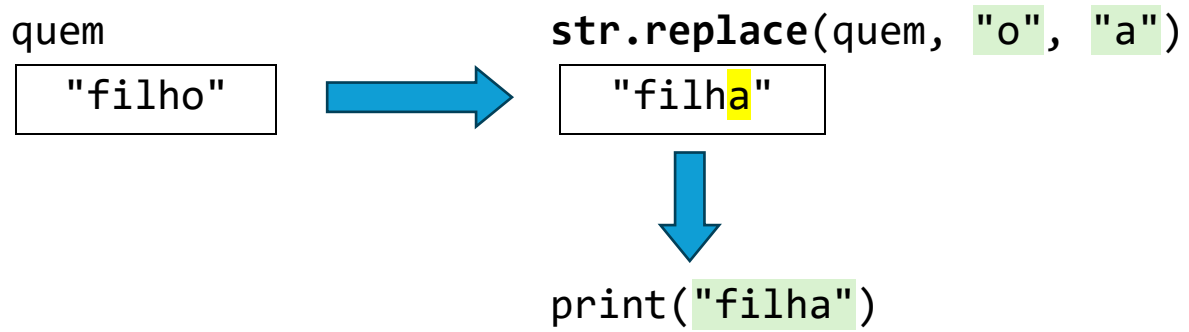 quem
str.replace(quem, "o", "a")
"filho"
"filha"
print("filha")